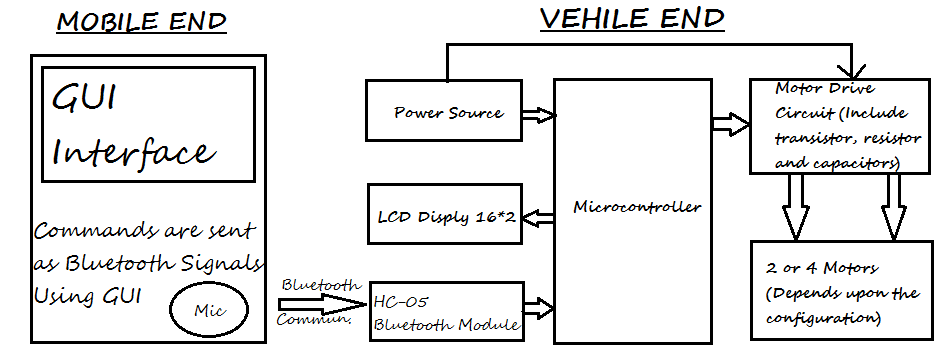 MOBILE END
GUI
Interface
Commands are sent
as Bluetooth Signals
Using GUI
Mic
Bluetooth
Commun.
VEHILE END
Power Source
LCD Disply 16*2
HC-05
Bluetooth Module
Microcontroller
Motor Drive
Circuit (Include
transistor, resistor
and capacitors)
2 or 4 Motors
(Depends upon the
configuration)